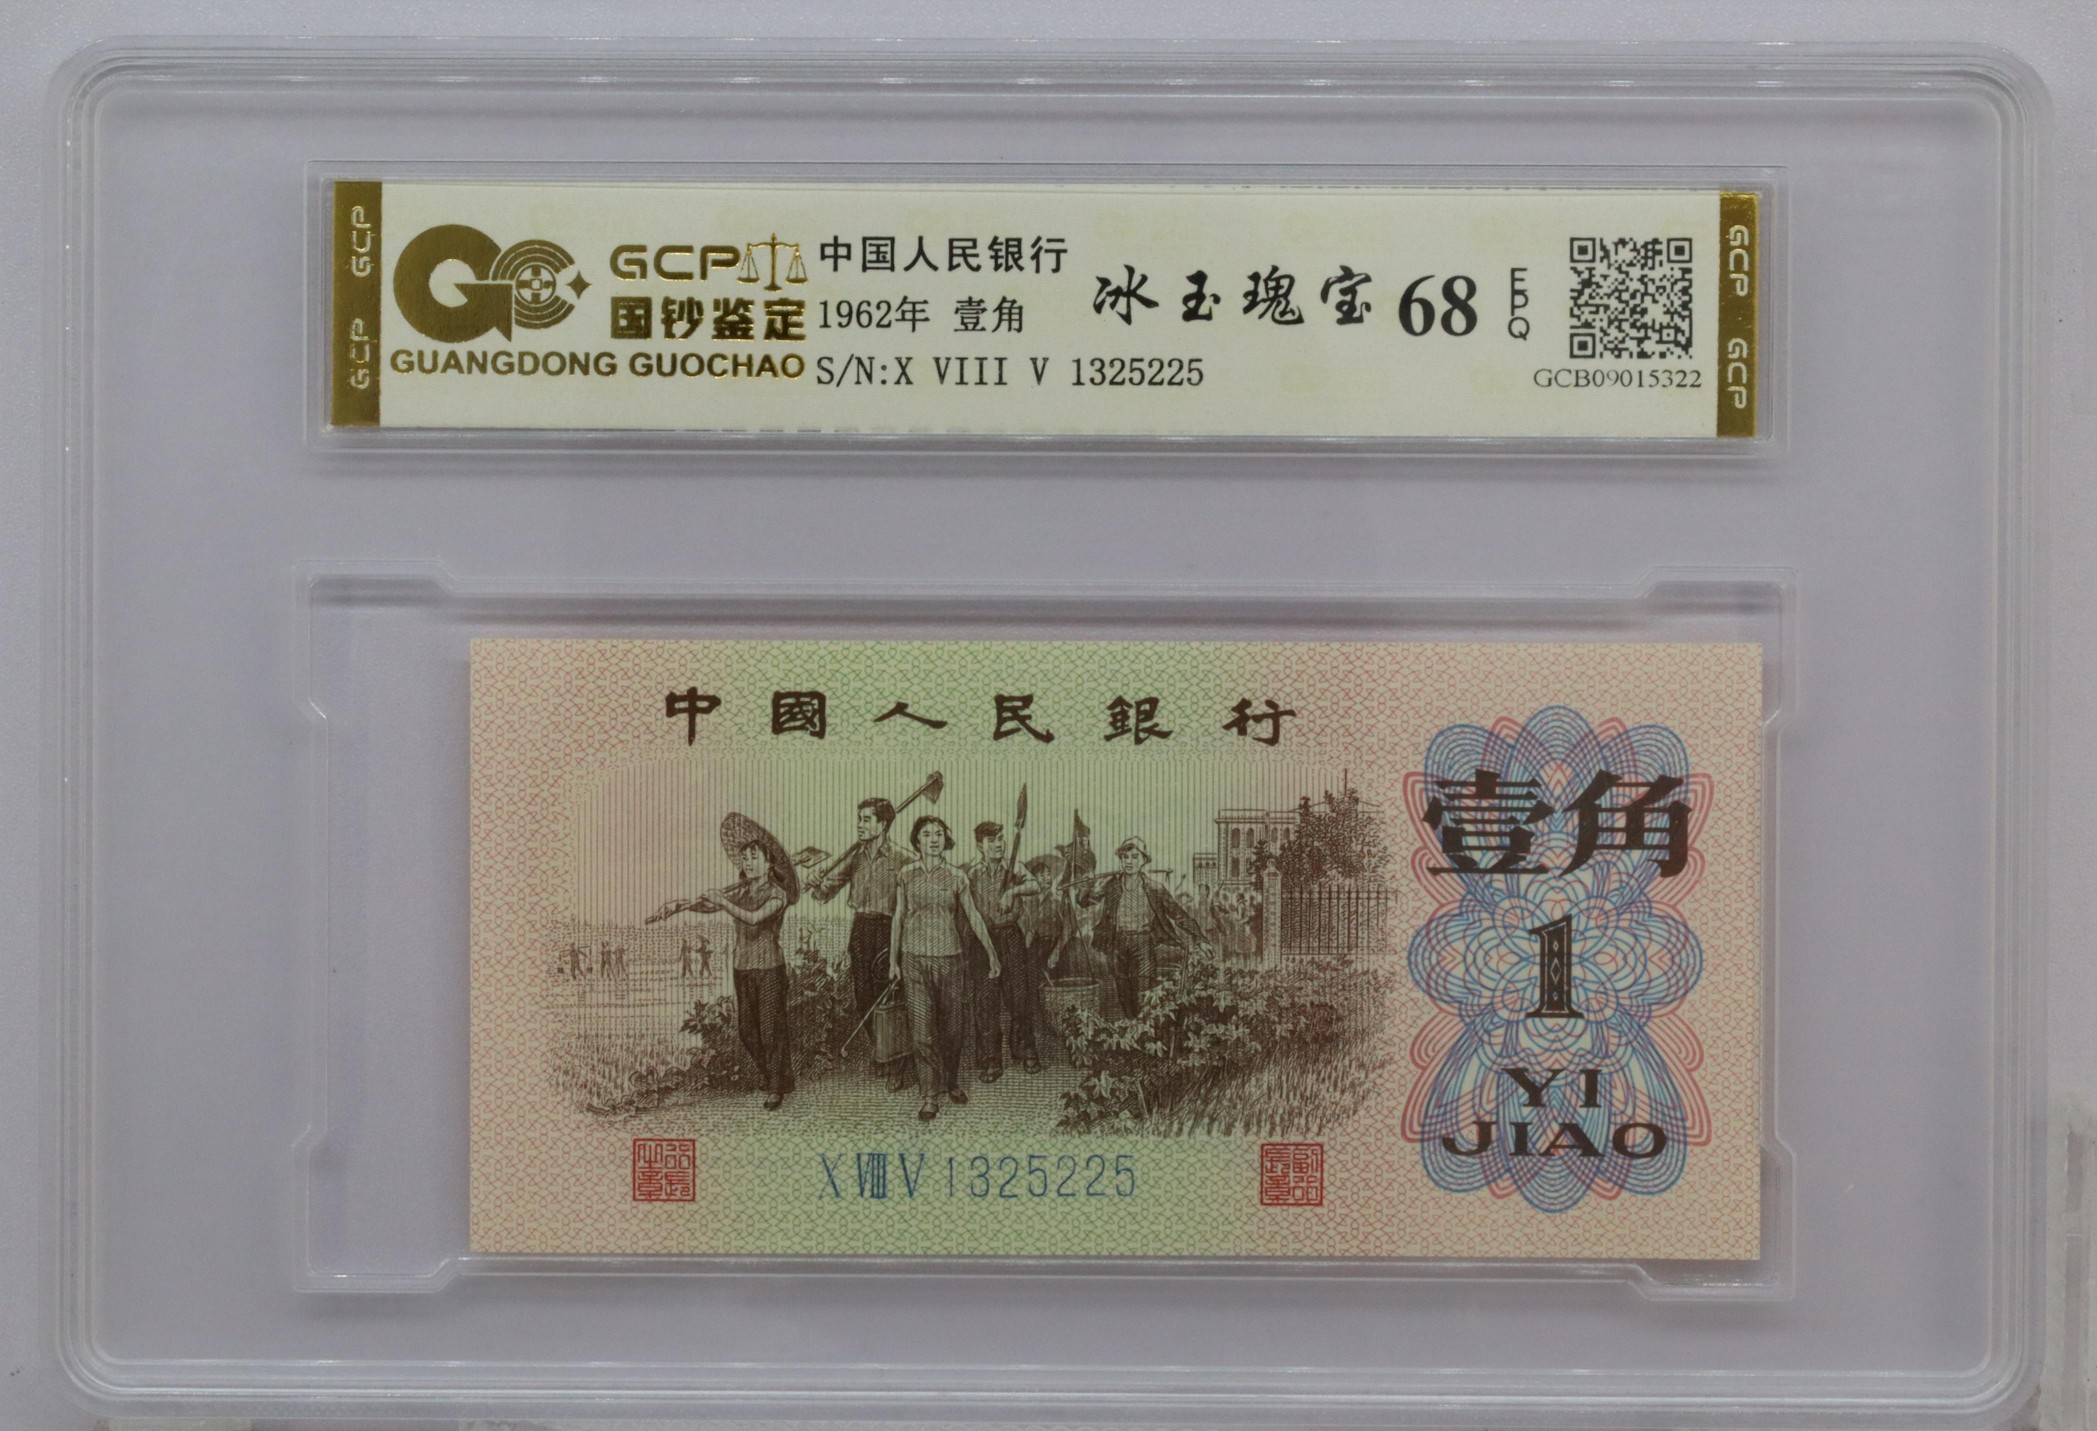 GCP GCP
GCP
国钞鉴定
GUANGDONG GUOCHAO
中国人民银行
1962年 壹角
S/N:X VIII V 1325225
冰玉瑰宝 68 EPQ
GCB09015322
GCP GCP
中國人民銀行
壹角
1
YI
JIAO
X VIII V 1325225